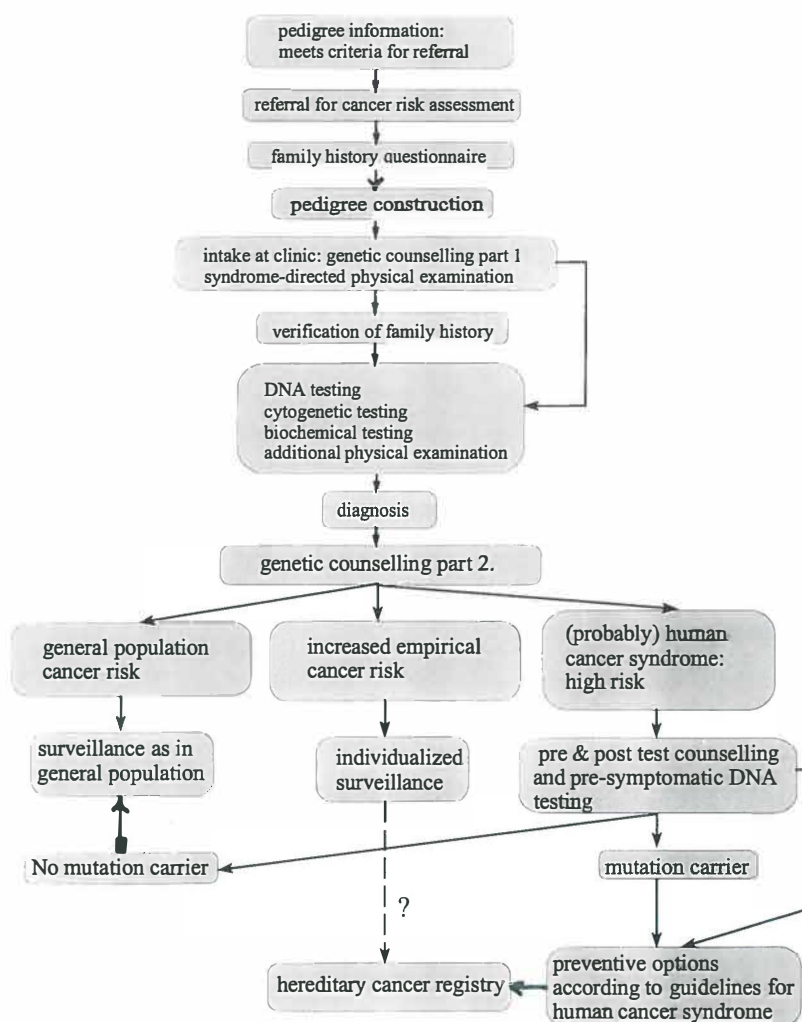 pedigree information:
meets criteria for referral
referral for cancer risk assessment
family history questionnaire
pedigree construction
intake at clinic: genetic counselling part 1
syndrome-directed physical examination
verification of family history
DNA testing
cytogenetic testing
biochemical testing
additional physical examination
diagnosis
genetic counselling part 2.
general population
cancer risk
increased empirical
cancer risk
(probably) human
cancer syndrome:
high risk
surveillance as in
general population
individualized
surveillance
pre & post test counselling
and pre-symptomatic DNA
testing
No mutation carrier
mutation carrier
?
hereditary cancer registry
preventive options
according to guidelines for
human cancer syndrome